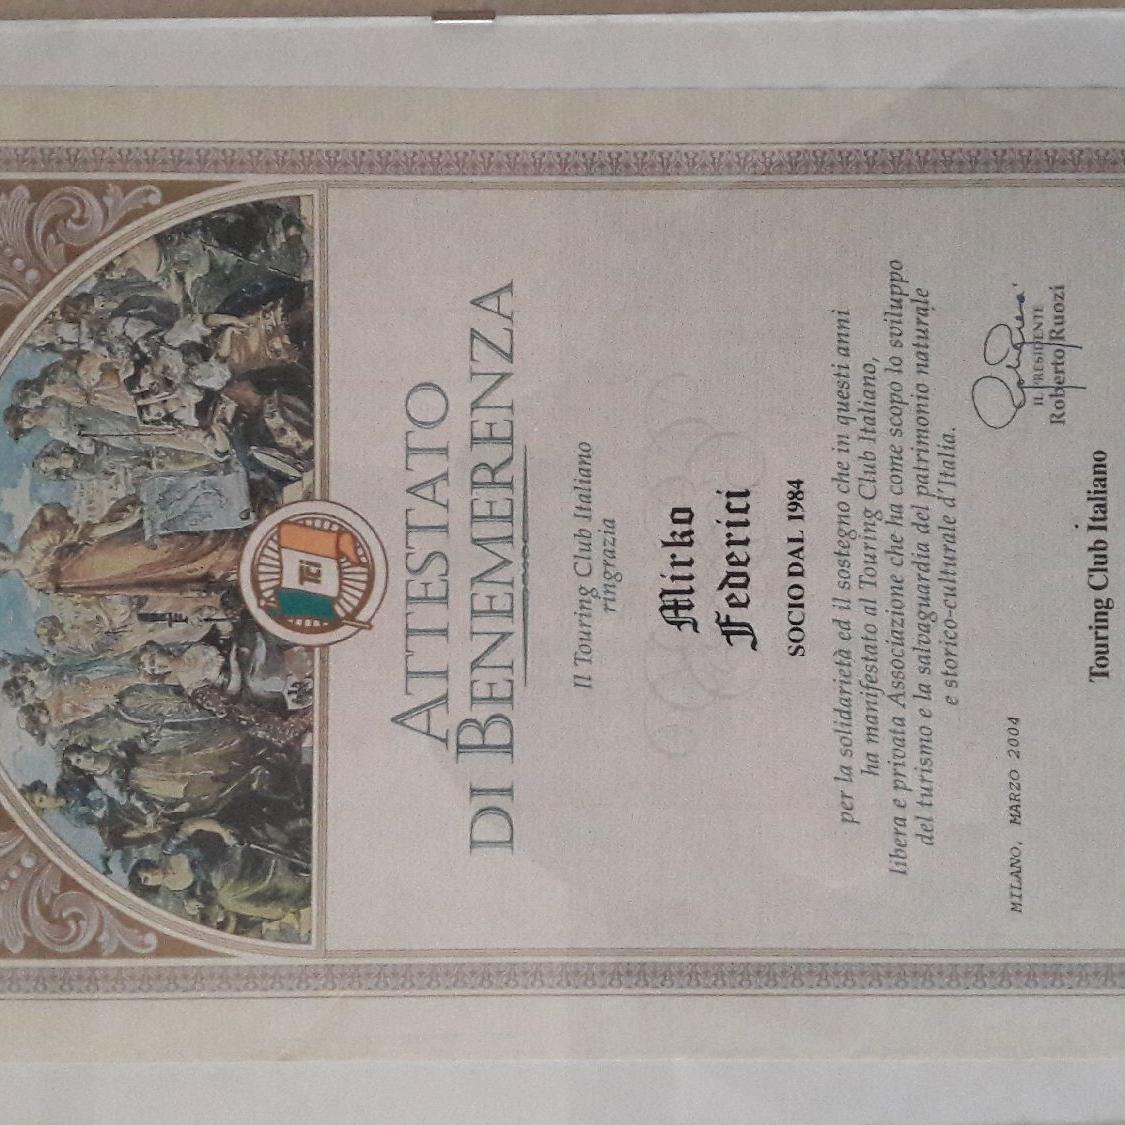 Tci
ATTESTATO
DI BENEMERENZA
Il Touring Club Italiano
ringrazia
Mirko
Federici
SOCIO DAL 1984
per la solidarietà ed il sostegno che in questi anni
ha manifestato al Touring Club Italiano,
libera e privata Associazione che ha come scopo lo sviluppo
del turismo e la salvaguardia del patrimonio naturale
e storico-culturale d'Italia.
MILANO, MARZO 2004
IL PRESIDENTE
Roberto Ruozi
Touring Club Italiano